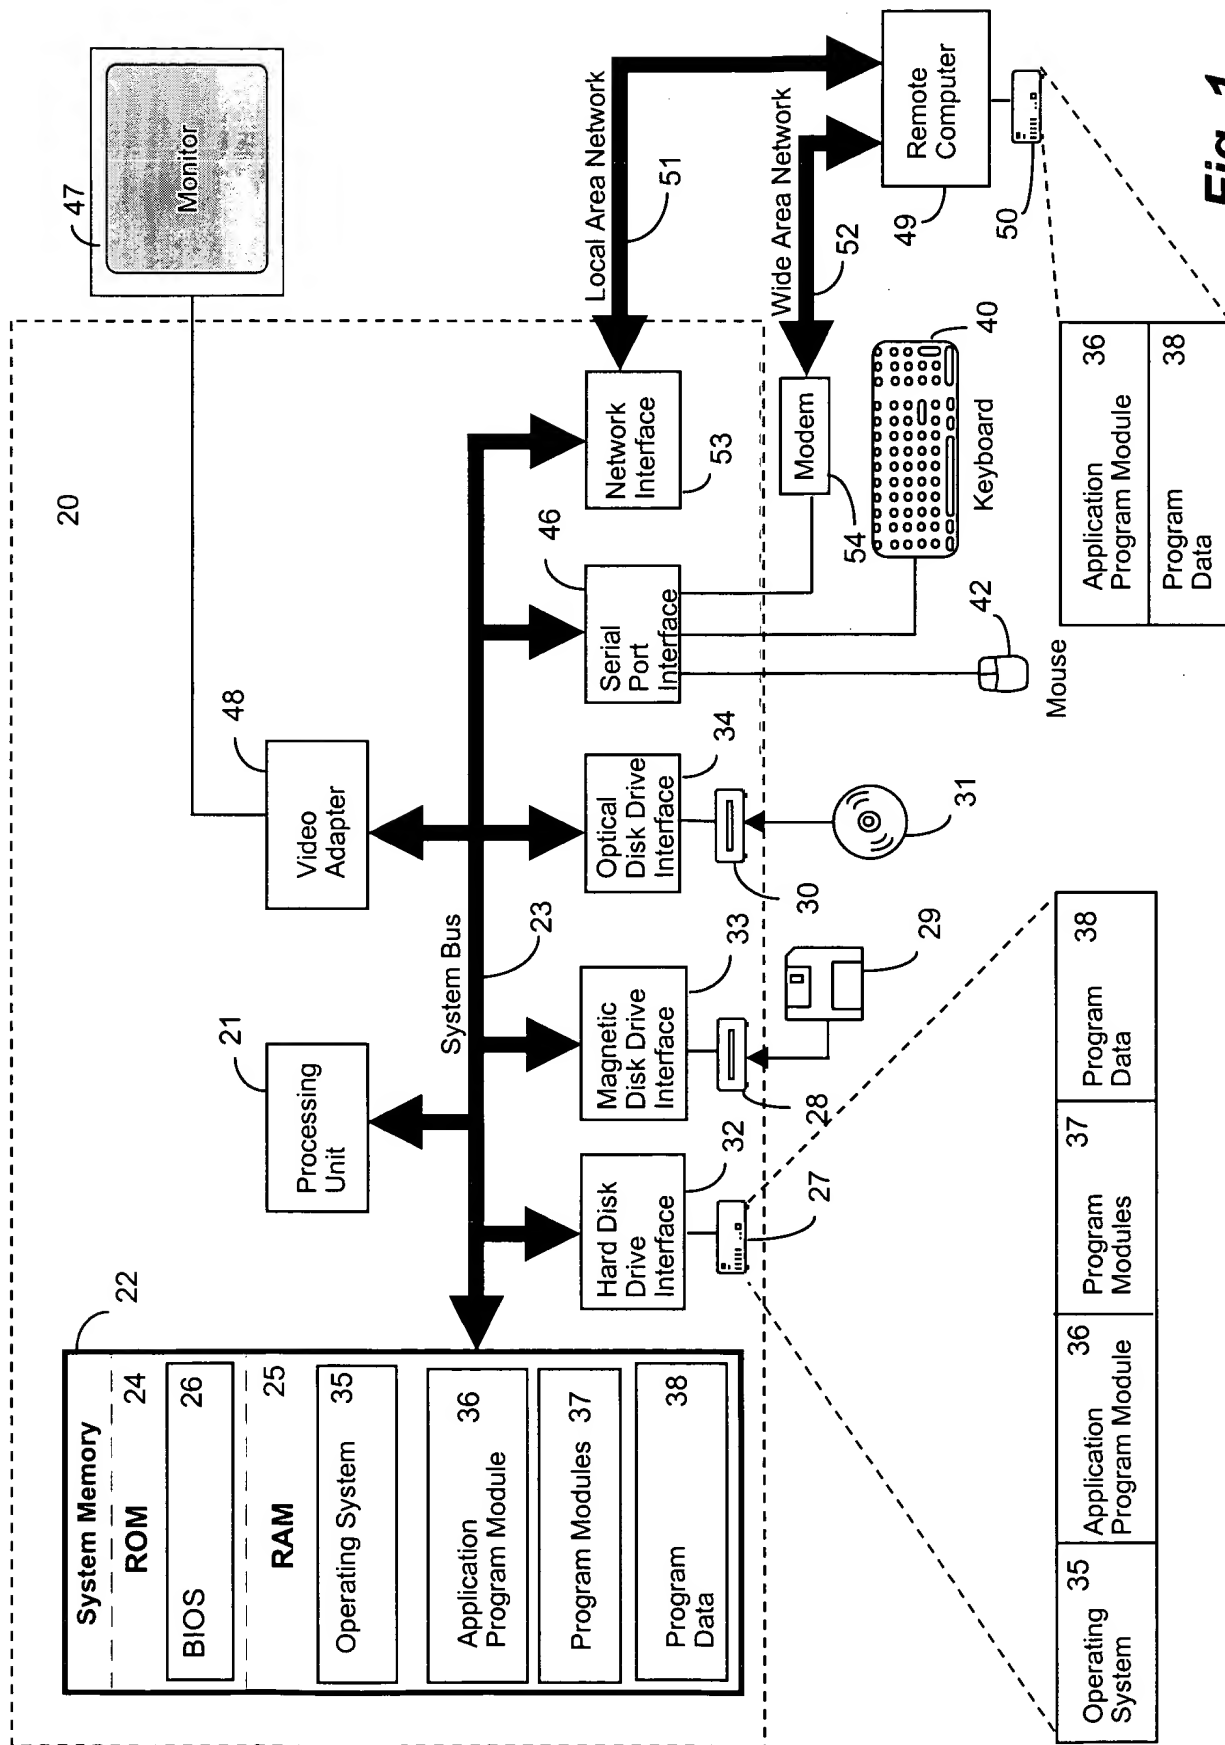 20
System Memory
ROM 24
BIOS 26
RAM 25
Operating System 35
Application
Program Module
36
Program Modules 37
Program
Data
38
22
Processing
Unit
21
Video
Adapter
48
47
Monitor
System Bus
23
Hard Disk
Drive
Interface
32
Magnetic
Disk Drive
Interface
33
Optical
Disk Drive
Interface
34
Serial
Port
Interface
46
Network
Interface
53
27
28
29
30
31
Modem
54
Local Area Network
51
Wide Area Network
52
Remote
Computer
49
50
Keyboard
40
Mouse
42
Operating
System
35
Application
Program Module
36
Program
Modules
37
Program
Data
38
Application
Program Module
36
Program
Data
38
Fig. 1